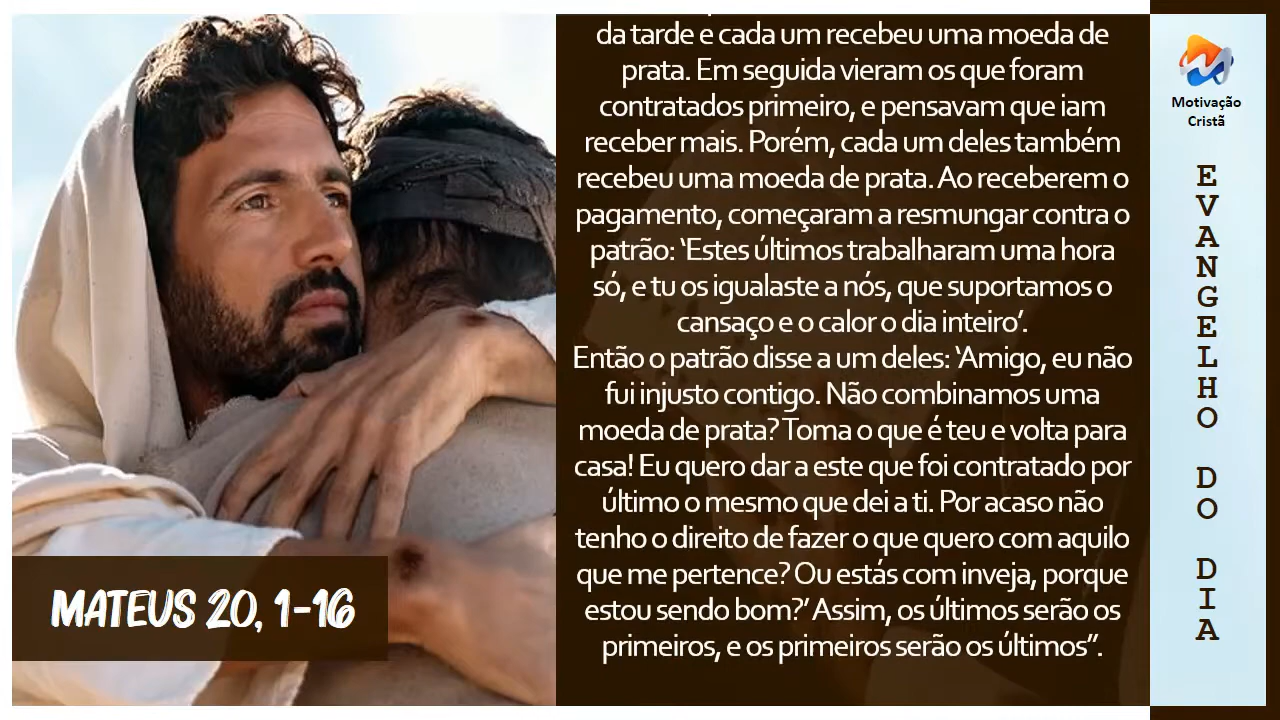 da tarde e cada um recebeu uma moeda de
prata. Em seguida vieram os que foram
contratados primeiro, e pensavam que iam
receber mais. Porém, cada um deles também
recebeu uma moeda de prata. Ao receberem o
pagamento, começaram a resmungar contra o
patrão: ‘Estes últimos trabalharam uma hora
só, e tu os igualaste a nós, que suportamos o
cansaço e o calor o dia inteiro’.
Então o patrão disse a um deles: ‘Amigo, eu não
fui injusto contigo. Não combinamos uma
moeda de prata? Toma o que é teu e volta para
casa! Eu quero dar a este que foi contratado por
último o mesmo que dei a ti. Por acaso não
tenho o direito de fazer o que quero com aquilo
que me pertence? Ou estás com inveja, porque
estou sendo bom?’ Assim, os últimos serão os
primeiros, e os primeiros serão os últimos”.
MATEUS 20, 1-16
Motivação
Cristã
EVANGELHO DO DIA